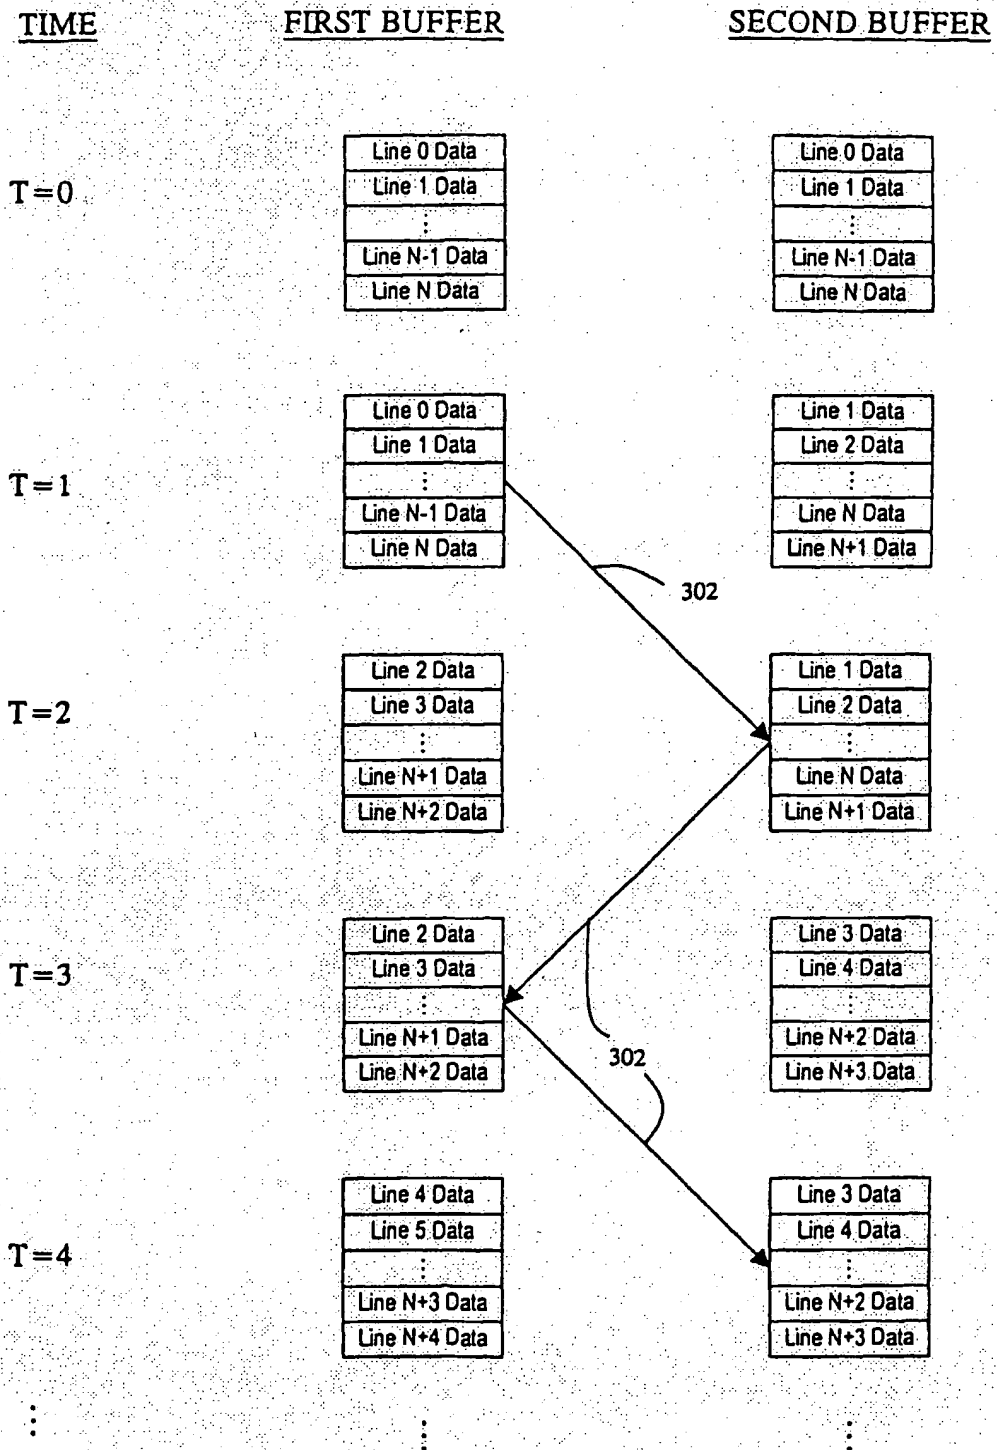 TIME FIRST BUFFER SECOND BUFFER
T=0
Line 0 Data
Line 1 Data
⋮
Line N-1 Data
Line N Data
Line 0 Data
Line 1 Data
⋮
Line N-1 Data
Line N Data
T=1
Line 0 Data
Line 1 Data
⋮
Line N-1 Data
Line N Data
Line 1 Data
Line 2 Data
⋮
Line N Data
Line N+1 Data
302
T=2
Line 2 Data
Line 3 Data
⋮
Line N+1 Data
Line N+2 Data
Line 1 Data
Line 2 Data
⋮
Line N Data
Line N+1 Data
T=3
Line 2 Data
Line 3 Data
⋮
Line N+1 Data
Line N+2 Data
Line 3 Data
Line 4 Data
⋮
Line N+2 Data
Line N+3 Data
302
T=4
Line 4 Data
Line 5 Data
⋮
Line N+3 Data
Line N+4 Data
Line 3 Data
Line 4 Data
⋮
Line N+2 Data
Line N+3 Data
⋮ ⋮ ⋮